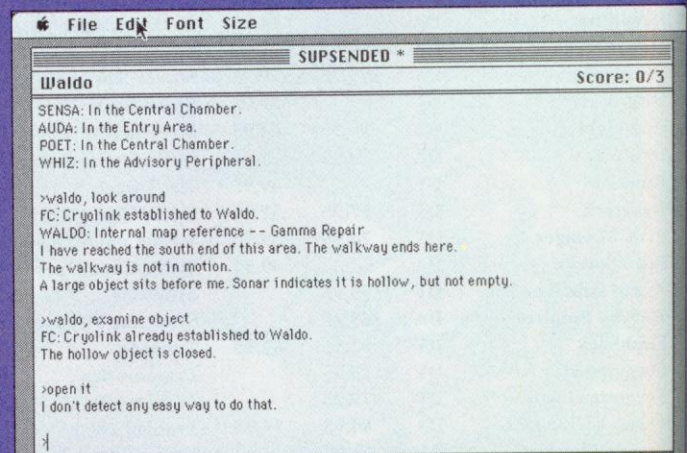 File Edit Font Size
SUPSENDED *
Waldo Score: 0/3
SENSA: In the Central Chamber.
AUDA: In the Entry Area.
POET: In the Central Chamber.
WHIZ: In the Advisory Peripheral.
>waldo, look around
FC: Cryolink established to Waldo.
WALDO: Internal map reference -- Gamma Repair
I have reached the south end of this area. The walkway ends here.
The walkway is not in motion.
A large object sits before me. Sonar indicates it is hollow, but not empty.
>waldo, examine object
FC: Cryolink already established to Waldo.
The hollow object is closed.
>open it
I don't detect any easy way to do that.
>